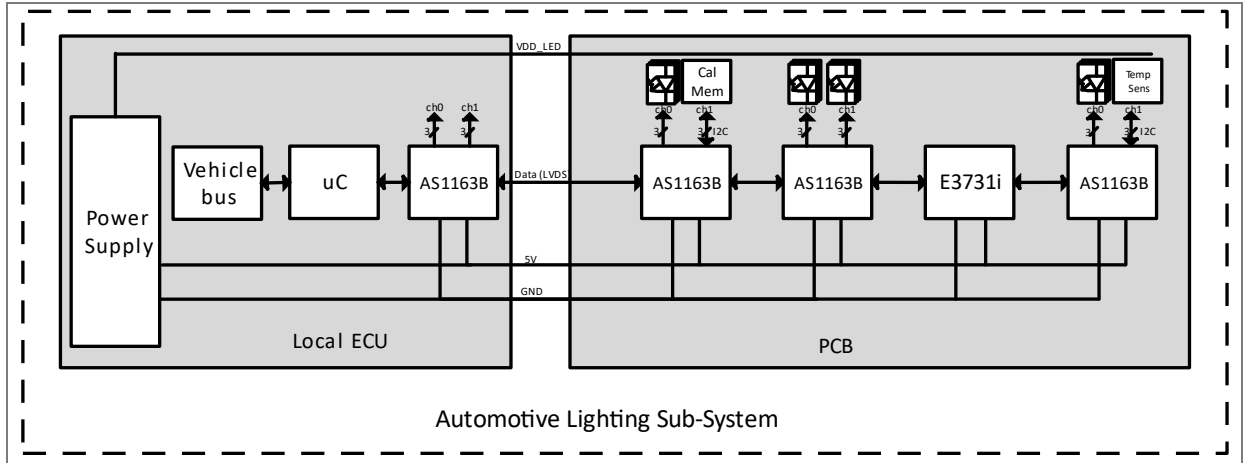 VDD_LED
Cal
Mem
Temp
Sens
ch0 ch1
ch0 ch1
ch0 ch1
ch0 ch1
3 3
3 3 I2C
3 3
3 3 I2C
Power
Supply
Vehicle
bus
uC
AS1163B
Data (LVDS
AS1163B
AS1163B
E3731i
AS1163B
5V
GND
Local ECU
PCB
Automotive Lighting Sub-System